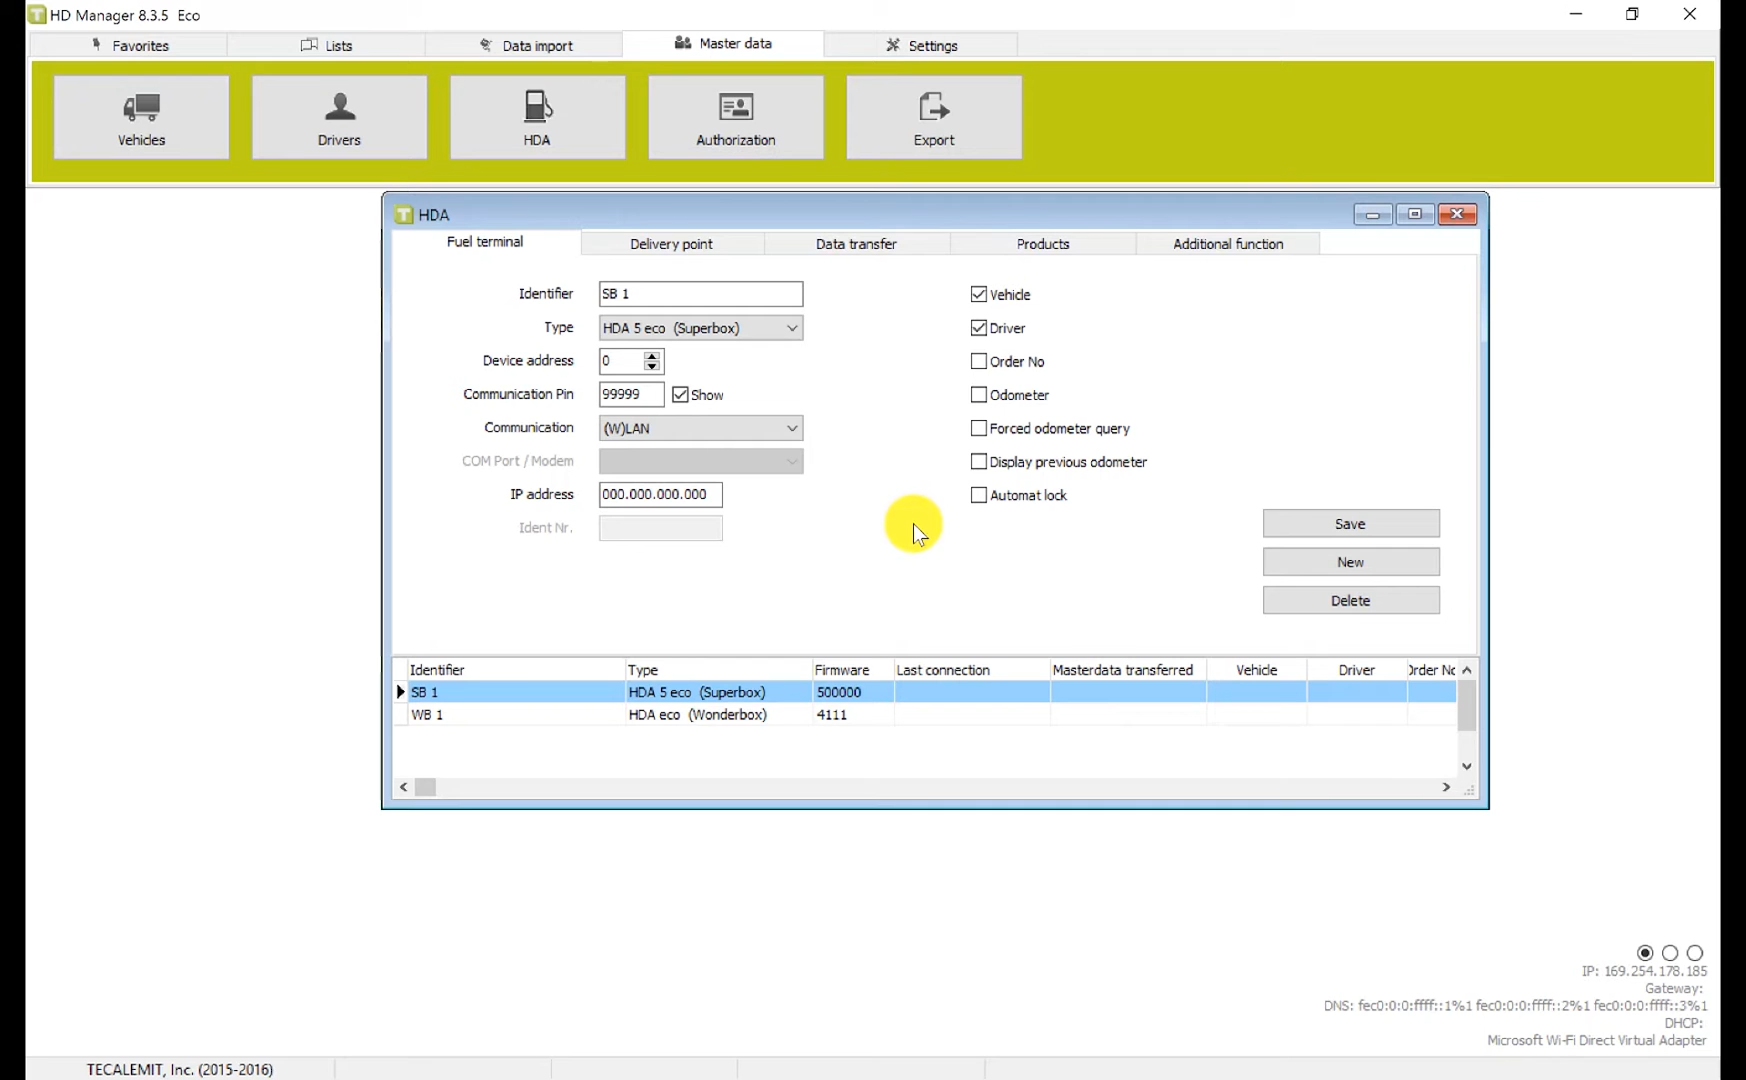 HD Manager 8.3.5 Eco
Favorites Lists Data import Master data Settings
Vehicles Drivers HDA Authorization Export
HDA
Fuel terminal Delivery point Data transfer Products Additional function
Identifier SB 1 Vehicle
Type HDA 5 eco (Superbox) Driver
Device address 0 Order No
Communication Pin 99999 Show Odometer
Communication (W)LAN Forced odometer query
COM Port / Modem Display previous odometer
IP address 000.000.000.000 Automat lock
Ident Nr.
Save
New
Delete
Identifier Type Firmware Last connection Masterdata transferred Vehicle Driver Order No
SB 1 HDA 5 eco (Superbox) 500000
WB 1 HDA eco (Wonderbox) 4111
IP: 169.254.178.185
Gateway:
DNS: fec0:0:0:ffff::1%1 fec0:0:0:ffff::2%1 fec0:0:0:ffff::3%1
DHCP:
Microsoft Wi-Fi Direct Virtual Adapter
TECALEMIT, Inc. (2015-2016)